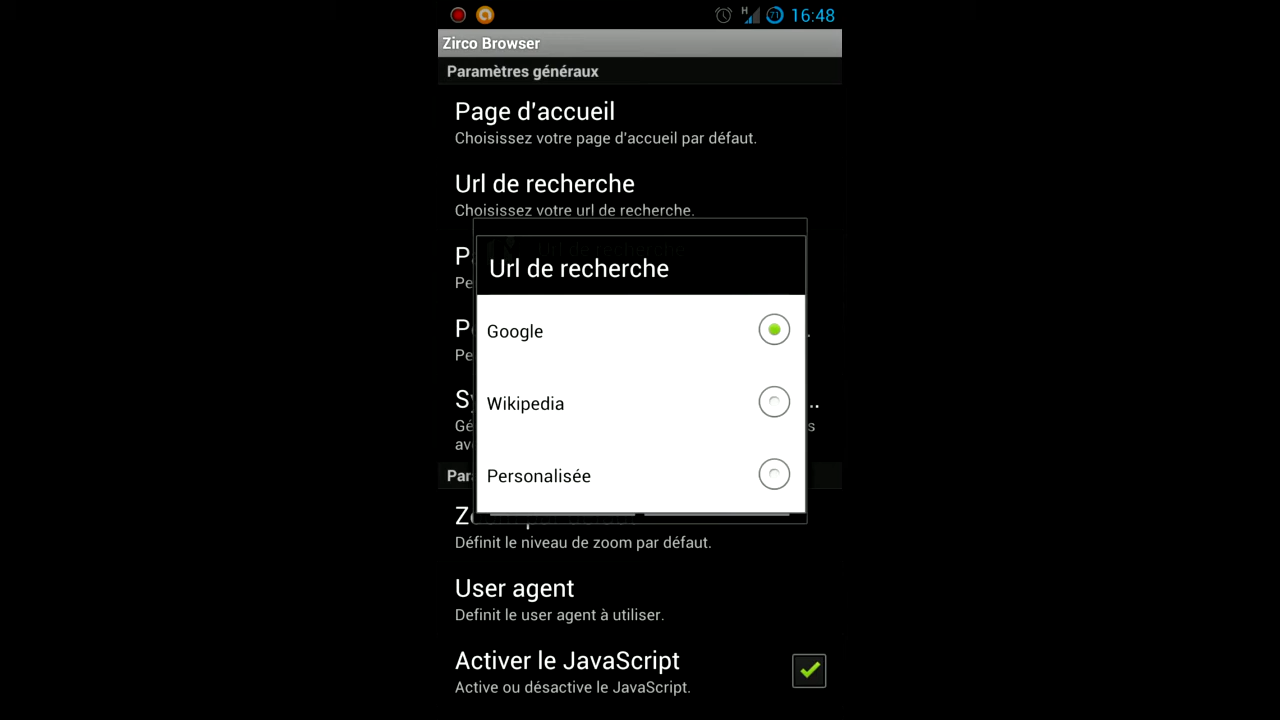 H 71 16:48
Zirco Browser
Paramètres généraux
Page d'accueil
Choisissez votre page d'accueil par défaut.
Url de recherche
Choisissez votre url de recherche.
Url de recherche
Google
Wikipedia
Personalisée
Définit le niveau de zoom par défaut.
User agent
Definit le user agent à utiliser.
Activer le JavaScript
Active ou désactive le JavaScript.